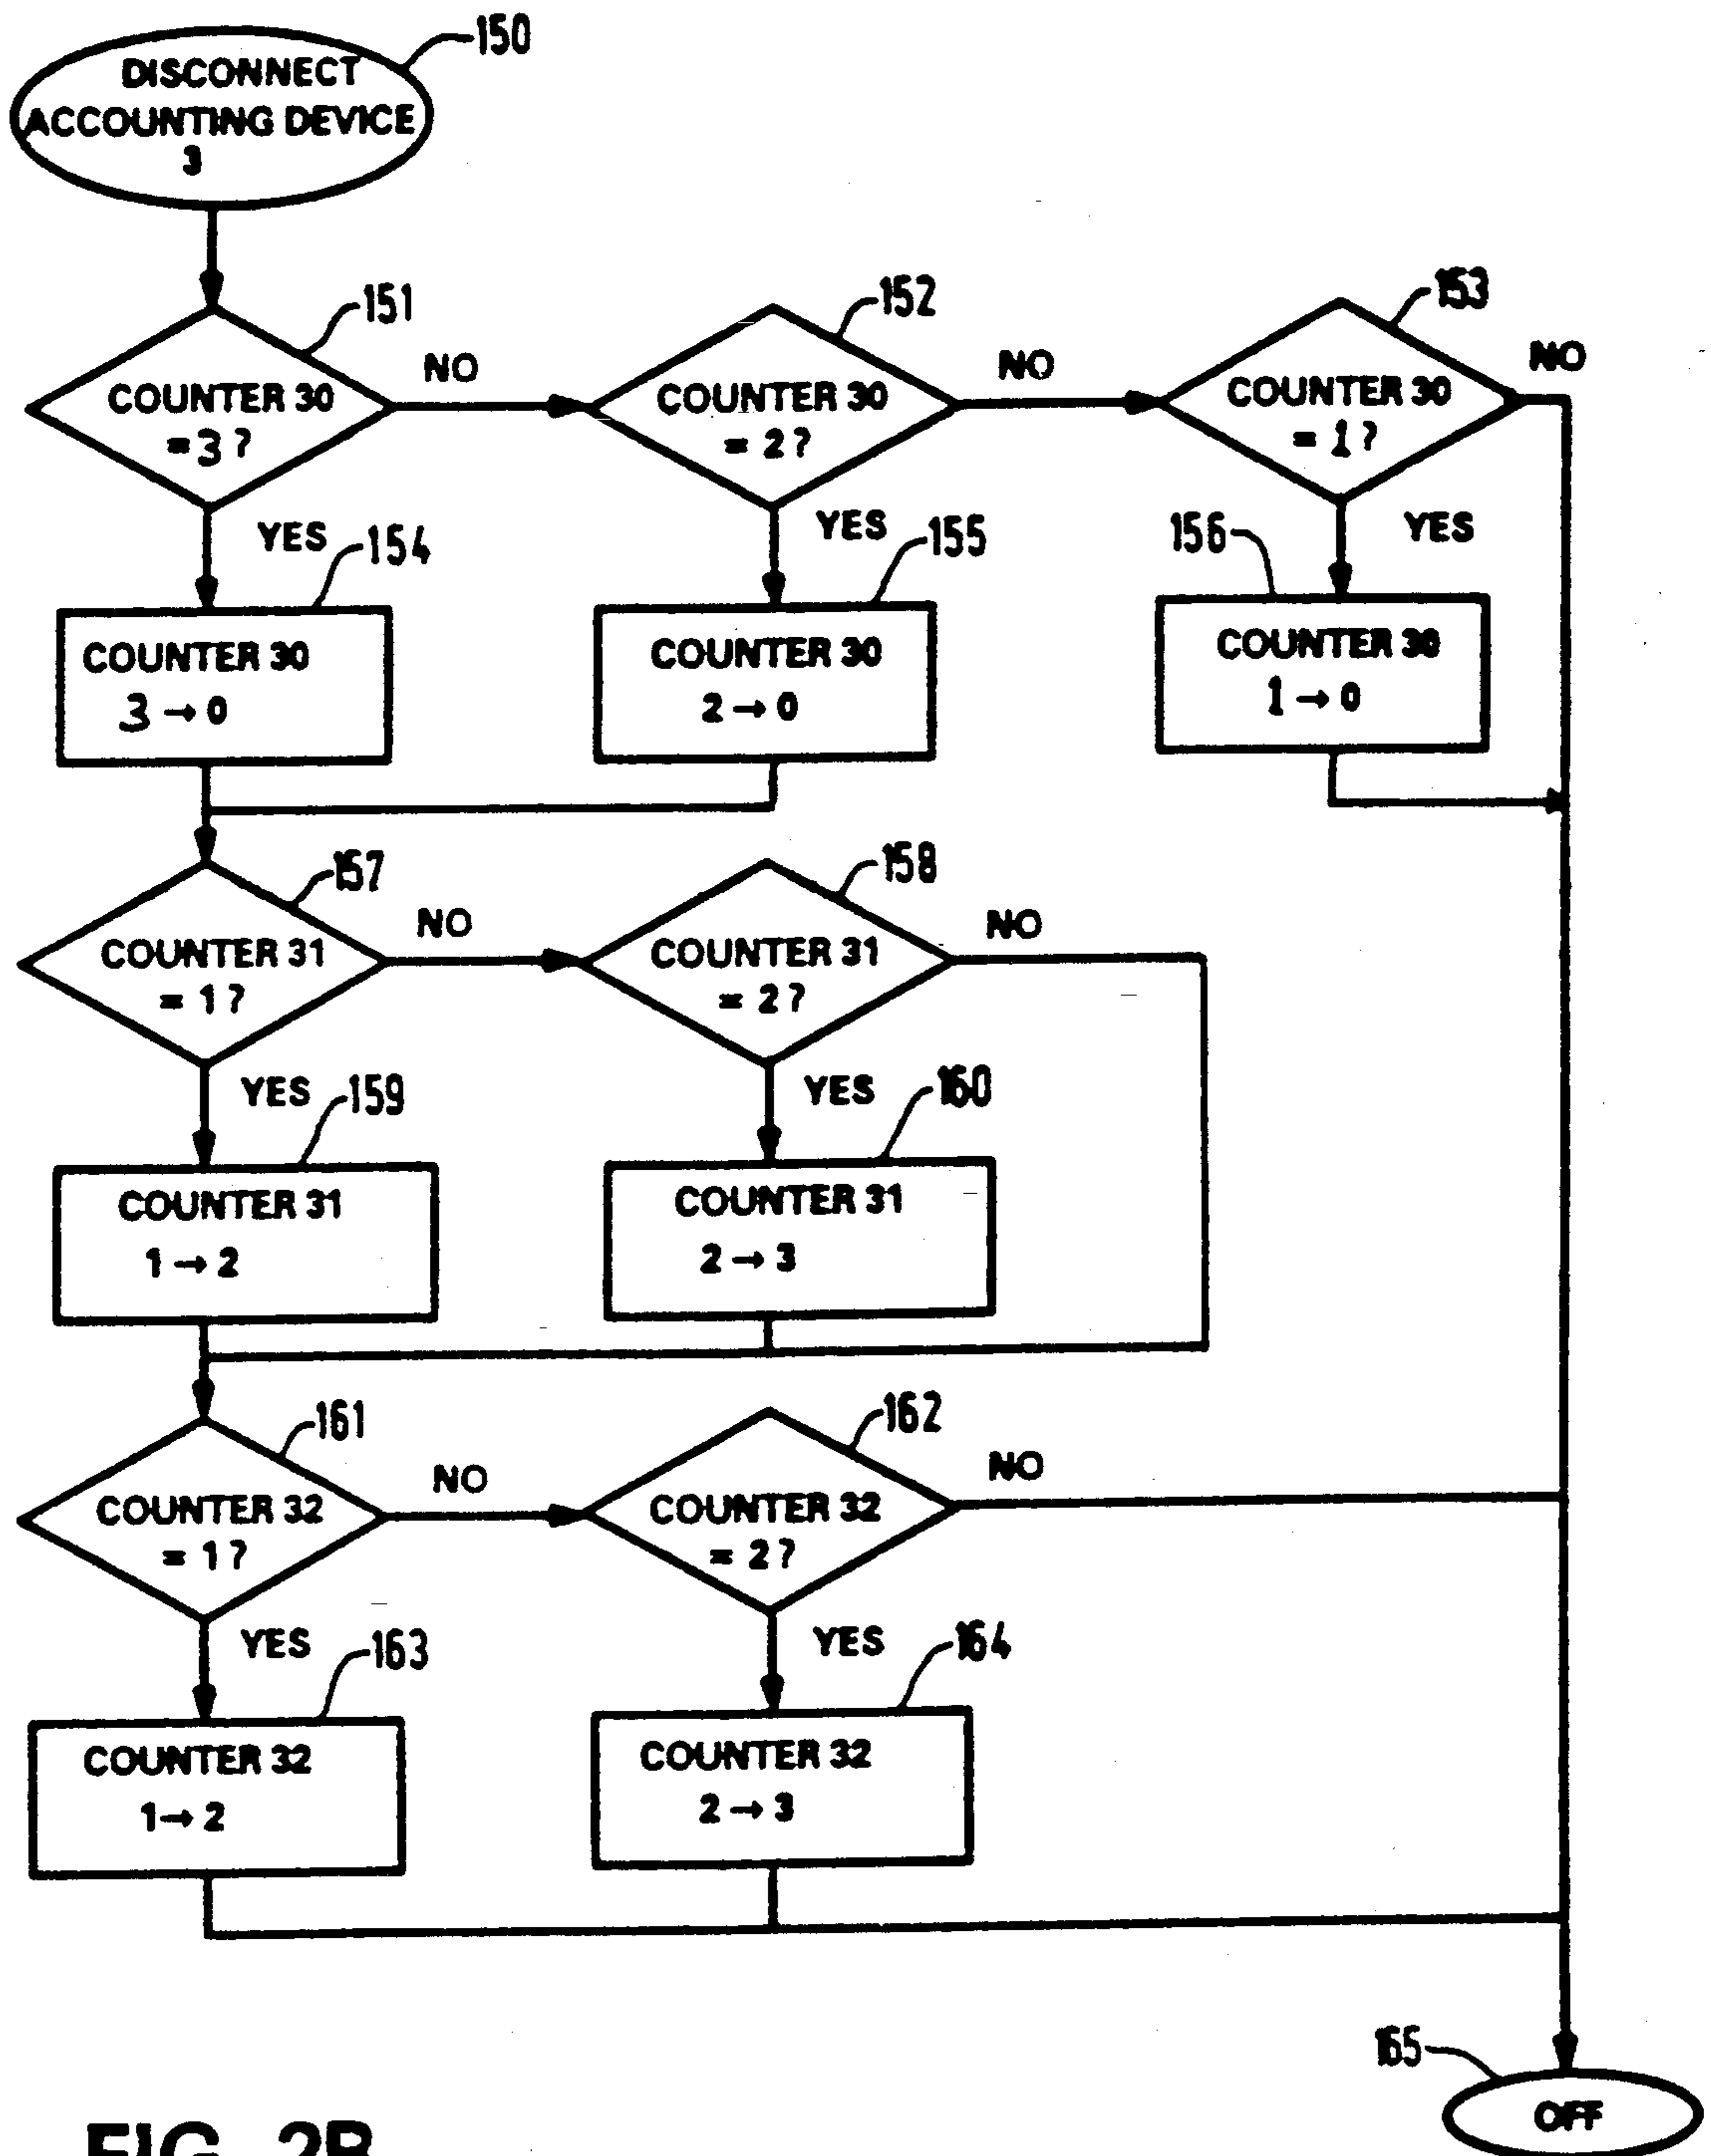 150
DISCONNECT
ACCOUNTING DEVICE
3
151
152
153
COUNTER 30
= 3 ?
NO
COUNTER 30
= 2 ?
NO
COUNTER 30
= 1 ?
NO
YES
154
YES
155
156
YES
COUNTER 30
3 → 0
COUNTER 30
2 → 0
COUNTER 30
1 → 0
157
158
COUNTER 31
= 1 ?
NO
COUNTER 31
= 2 ?
NO
YES
159
YES
160
COUNTER 31
1 → 2
COUNTER 31
2 → 3
161
162
COUNTER 32
= 1 ?
NO
COUNTER 32
= 2 ?
NO
YES
163
YES
164
COUNTER 32
1 → 2
COUNTER 32
2 → 3
165
OFF
FIG. 2B